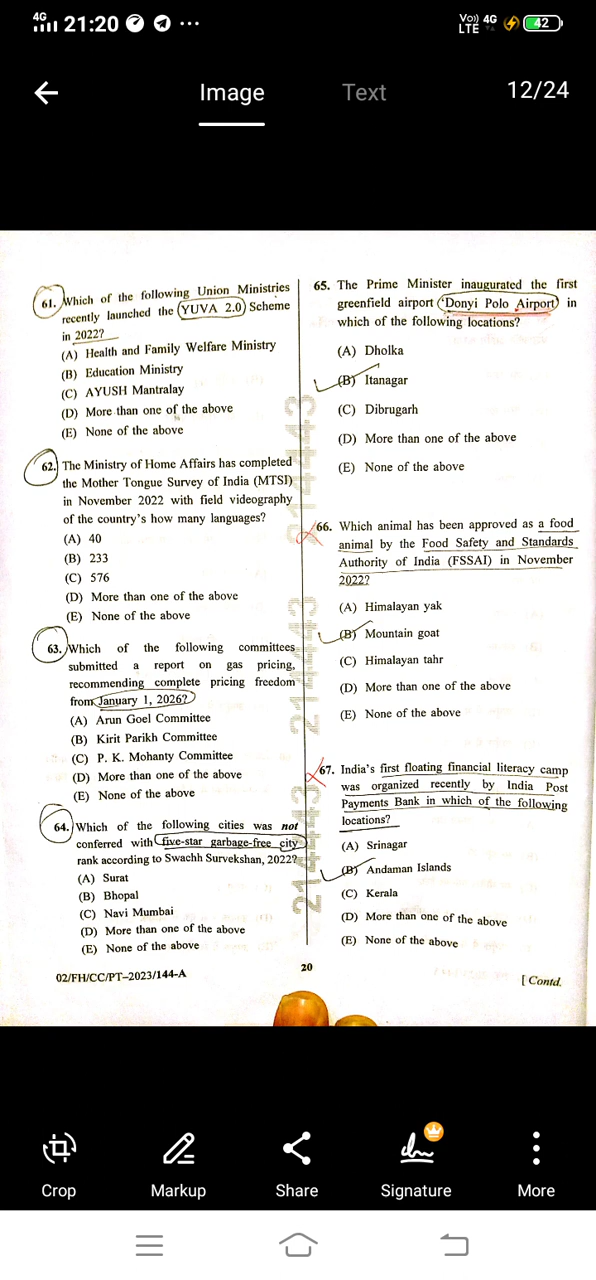 4G 21:20 ...
Vo)) 4G 42
LTE
Image Text 12/24
61. Which of the following Union Ministries
recently launched the (YUVA 2.0) Scheme
in 2022?
(A) Health and Family Welfare Ministry
(B) Education Ministry
(C) AYUSH Mantralay
(D) More than one of the above
(E) None of the above
62. The Ministry of Home Affairs has completed
the Mother Tongue Survey of India (MTSI)
in November 2022 with field videography
of the country's how many languages?
(A) 40
(B) 233
(C) 576
(D) More than one of the above
(E) None of the above
63. Which of the following committees
submitted a report on gas pricing,
recommending complete pricing freedom
from January 1, 2026?
(A) Arun Goel Committee
(B) Kirit Parikh Committee
(C) P. K. Mohanty Committee
(D) More than one of the above
(E) None of the above
64. Which of the following cities was not
conferred with five-star garbage-free city
rank according to Swachh Survekshan, 2022?
(A) Surat
(B) Bhopal
(C) Navi Mumbai
(D) More than one of the above
(E) None of the above
65. The Prime Minister inaugurated the first
greenfield airport 'Donyi Polo Airport' in
which of the following locations?
(A) Dholka
(B) Itanagar
(C) Dibrugarh
(D) More than one of the above
(E) None of the above
66. Which animal has been approved as a food
animal by the Food Safety and Standards
Authority of India (FSSAI) in November
2022?
(A) Himalayan yak
(B) Mountain goat
(C) Himalayan tahr
(D) More than one of the above
(E) None of the above
67. India's first floating financial literacy camp
was organized recently by India Post
Payments Bank in which of the following
locations?
(A) Srinagar
(B) Andaman Islands
(C) Kerala
(D) More than one of the above
(E) None of the above
214443 214443 214443
02/FH/CC/PT–2023/144-A
20
[ Contd.
Crop Markup Share Signature More